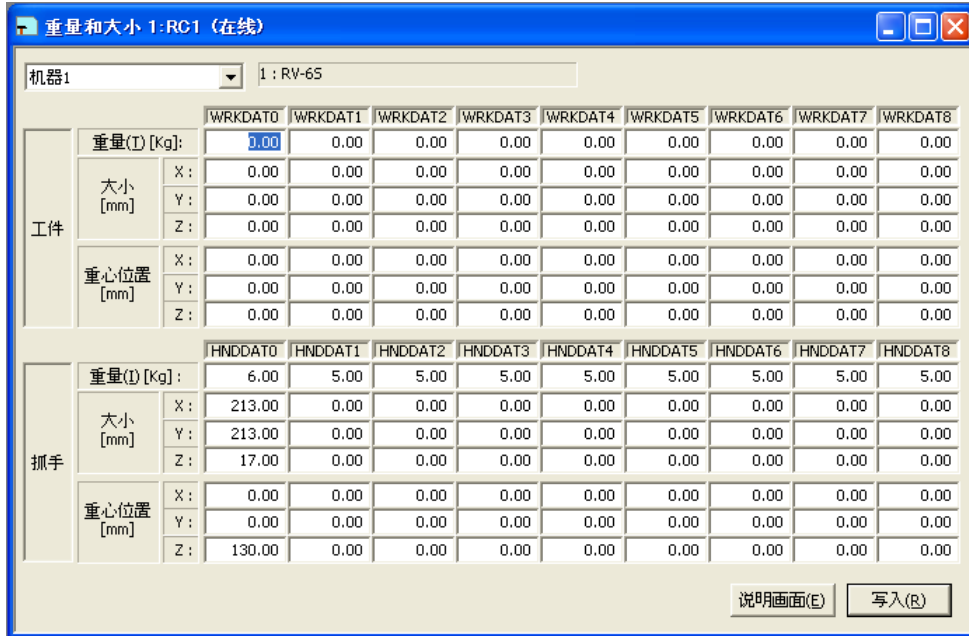 重量和大小 1:RC1 (在线)
机器1 1 : RV-6S
WRKDAT0 WRKDAT1 WRKDAT2 WRKDAT3 WRKDAT4 WRKDAT5 WRKDAT6 WRKDAT7 WRKDAT8
工件
重量(T) [Kg]: 0.00 0.00 0.00 0.00 0.00 0.00 0.00 0.00 0.00
大小 [mm]
X : 0.00 0.00 0.00 0.00 0.00 0.00 0.00 0.00 0.00
Y : 0.00 0.00 0.00 0.00 0.00 0.00 0.00 0.00 0.00
Z : 0.00 0.00 0.00 0.00 0.00 0.00 0.00 0.00 0.00
重心位置 [mm]
X : 0.00 0.00 0.00 0.00 0.00 0.00 0.00 0.00 0.00
Y : 0.00 0.00 0.00 0.00 0.00 0.00 0.00 0.00 0.00
Z : 0.00 0.00 0.00 0.00 0.00 0.00 0.00 0.00 0.00
HNDDAT0 HNDDAT1 HNDDAT2 HNDDAT3 HNDDAT4 HNDDAT5 HNDDAT6 HNDDAT7 HNDDAT8
抓手
重量(I) [Kg] : 6.00 5.00 5.00 5.00 5.00 5.00 5.00 5.00 5.00
大小 [mm]
X : 213.00 0.00 0.00 0.00 0.00 0.00 0.00 0.00 0.00
Y : 213.00 0.00 0.00 0.00 0.00 0.00 0.00 0.00 0.00
Z : 17.00 0.00 0.00 0.00 0.00 0.00 0.00 0.00 0.00
重心位置 [mm]
X : 0.00 0.00 0.00 0.00 0.00 0.00 0.00 0.00 0.00
Y : 0.00 0.00 0.00 0.00 0.00 0.00 0.00 0.00 0.00
Z : 130.00 0.00 0.00 0.00 0.00 0.00 0.00 0.00 0.00
说明画面(E) 写入(R)